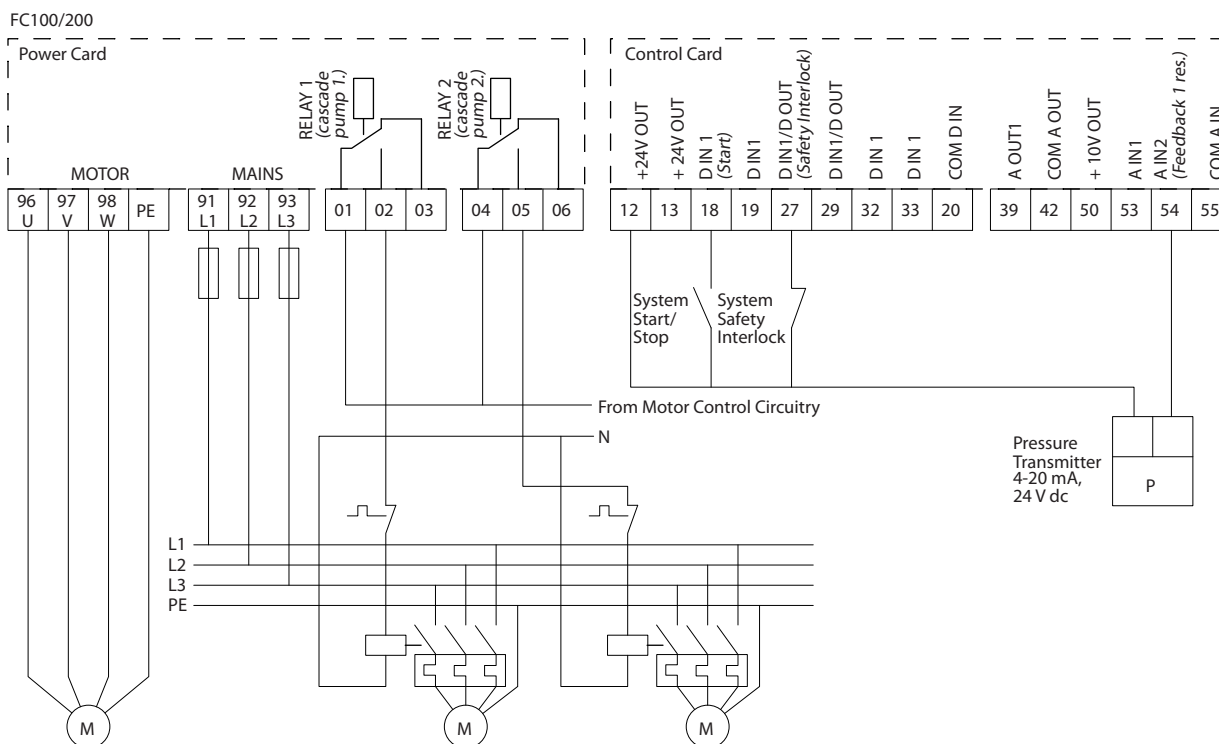 FC100/200
Power Card
RELAY 1
(cascade
pump 1.)
RELAY 2
(cascade
pump 2.)
MOTOR
MAINS
96
U
97
V
98
W
PE
91
L1
92
L2
93
L3
01
02
03
04
05
06
Control Card
+24V OUT
+ 24V OUT
D IN 1
(Start)
D IN1
DIN1/D OUT
(Safety Interlock)
DIN1/D OUT
D IN 1
D IN 1
COM D IN
A OUT1
COM A OUT
+ 10V OUT
A IN1
A IN2
(Feedback 1 res.)
COM A IN
12
13
18
19
27
29
32
33
20
39
42
50
53
54
55
System
Start/
Stop
System
Safety
Interlock
From Motor Control Circuitry
N
Pressure
Transmitter
4-20 mA,
24 V dc
P
L1
L2
L3
PE
M
M
M